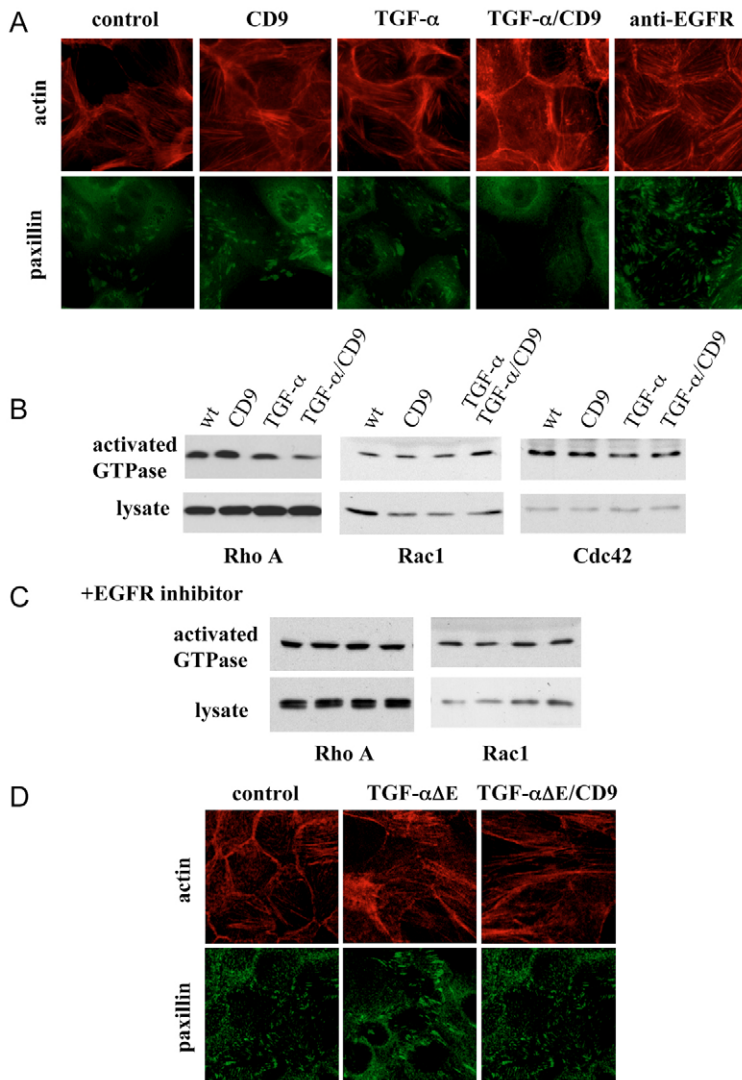 A
control CD9 TGF-α TGF-α/CD9 anti-EGFR
actin
paxillin
B
wt CD9 TGF-α TGF-α/CD9 wt CD9 TGF-α TGF-α/CD9 wt CD9 TGF-α TGF-α/CD9
activated
GTPase
lysate
Rho A Rac1 Cdc42
C +EGFR inhibitor
activated
GTPase
lysate
Rho A Rac1
D
control TGF-αΔE TGF-αΔE/CD9
actin
paxillin